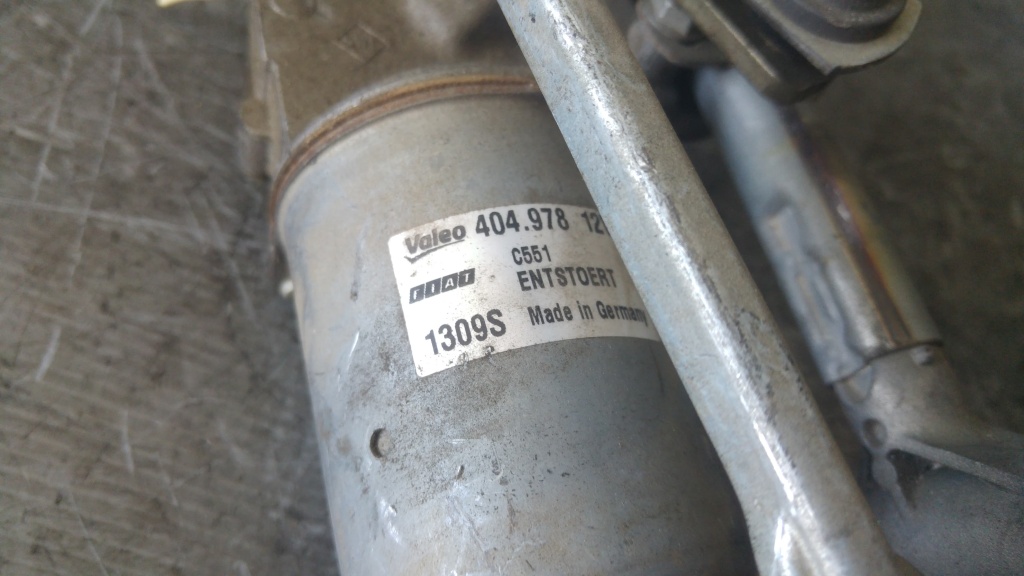 Valeo 404.978
C551
FIAT ENTSTOERT
1309S Made in Germany